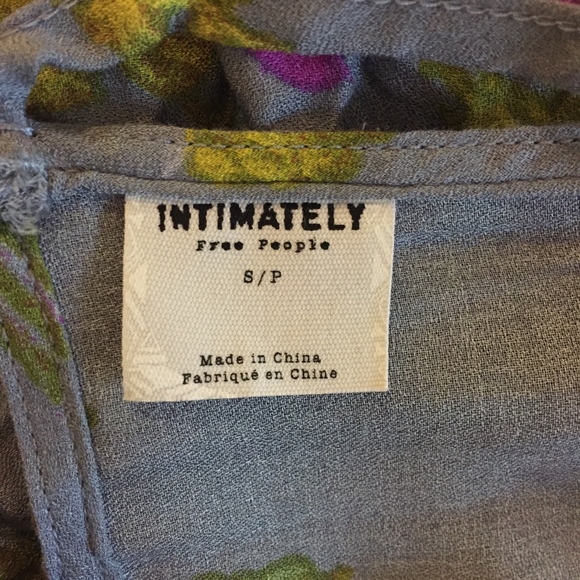 INTIMATELY
Free People
S/P
Made in China
Fabriqué en Chine